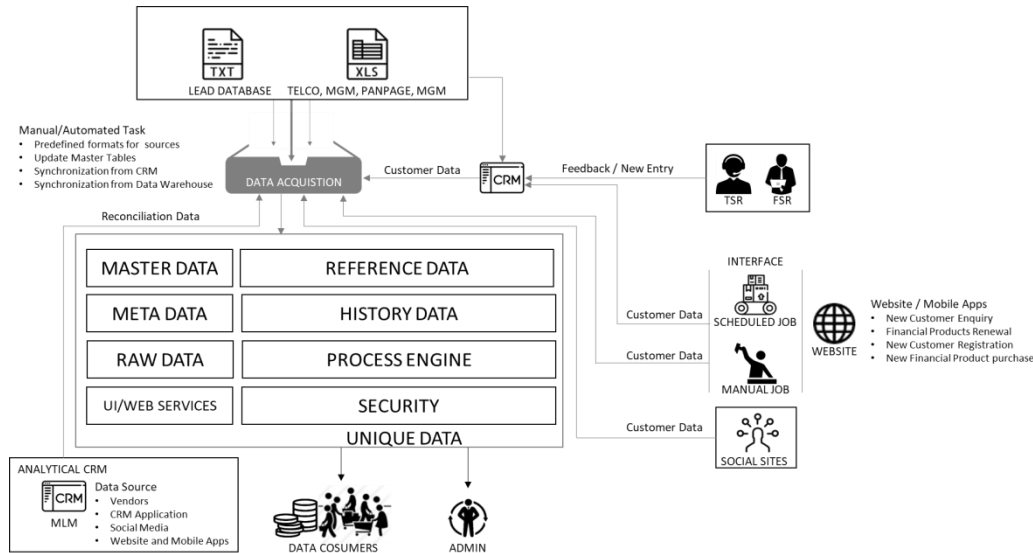 TXT
XLS
LEAD DATABASE
TELCO, MGM, PANPAGE, MGM
Manual/Automated Task
• Predefined formats for sources
• Update Master Tables
• Synchronization from CRM
• Synchronization from Data Warehouse
DATA ACQUISTION
Customer Data
CRM
Feedback / New Entry
TSR
FSR
Reconciliation Data
MASTER DATA
REFERENCE DATA
META DATA
HISTORY DATA
RAW DATA
PROCESS ENGINE
UI/WEB SERVICES
SECURITY
UNIQUE DATA
INTERFACE
SCHEDULED JOB
Customer Data
Customer Data
MANUAL JOB
WEBSITE
Website / Mobile Apps
• New Customer Enquiry
• Financial Products Renewal
• New Customer Registration
• New Financial Product purchase
Customer Data
SOCIAL SITES
ANALYTICAL CRM
CRM
MLM
Data Source
• Vendors
• CRM Application
• Social Media
• Website and Mobile Apps
DATA COSUMERS
ADMIN